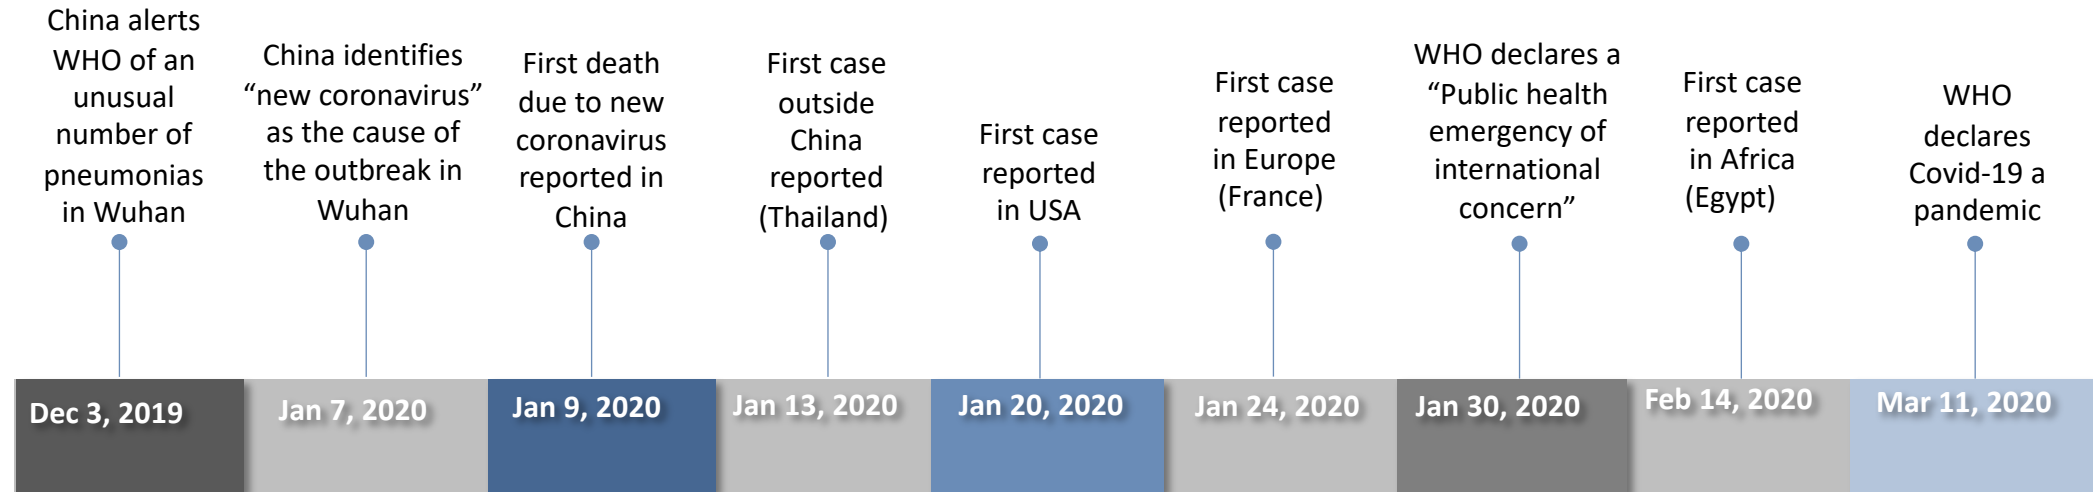 China alerts
WHO of an
unusual
number of
pneumonias
in Wuhan
China identifies
“new coronavirus”
as the cause of
the outbreak in
Wuhan
First death
due to new
coronavirus
reported in
China
First case
outside
China
reported
(Thailand)
First case
reported
in USA
First case
reported
in Europe
(France)
WHO declares a
“Public health
emergency of
international
concern”
First case
reported
in Africa
(Egypt)
WHO
declares
Covid-19 a
pandemic
Dec 3, 2019
Jan 7, 2020
Jan 9, 2020
Jan 13, 2020
Jan 20, 2020
Jan 24, 2020
Jan 30, 2020
Feb 14, 2020
Mar 11, 2020